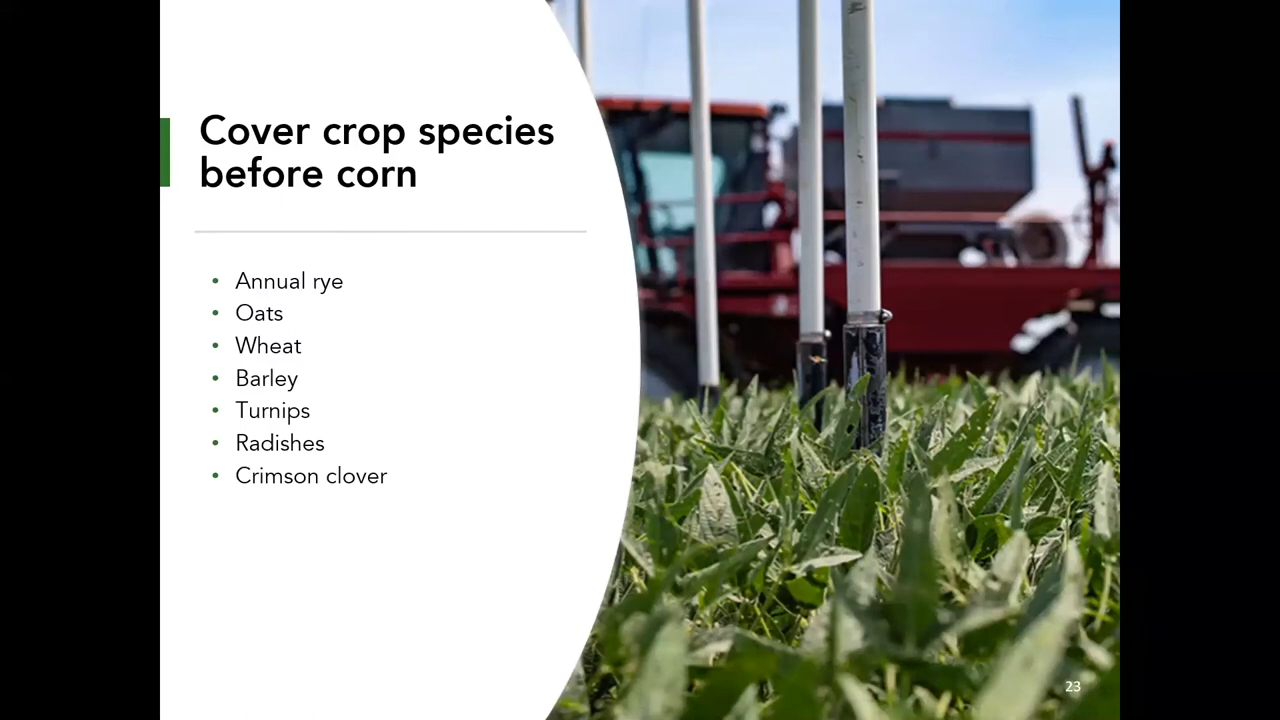 Cover crop species
before corn
• Annual rye
• Oats
• Wheat
• Barley
• Turnips
• Radishes
• Crimson clover
23